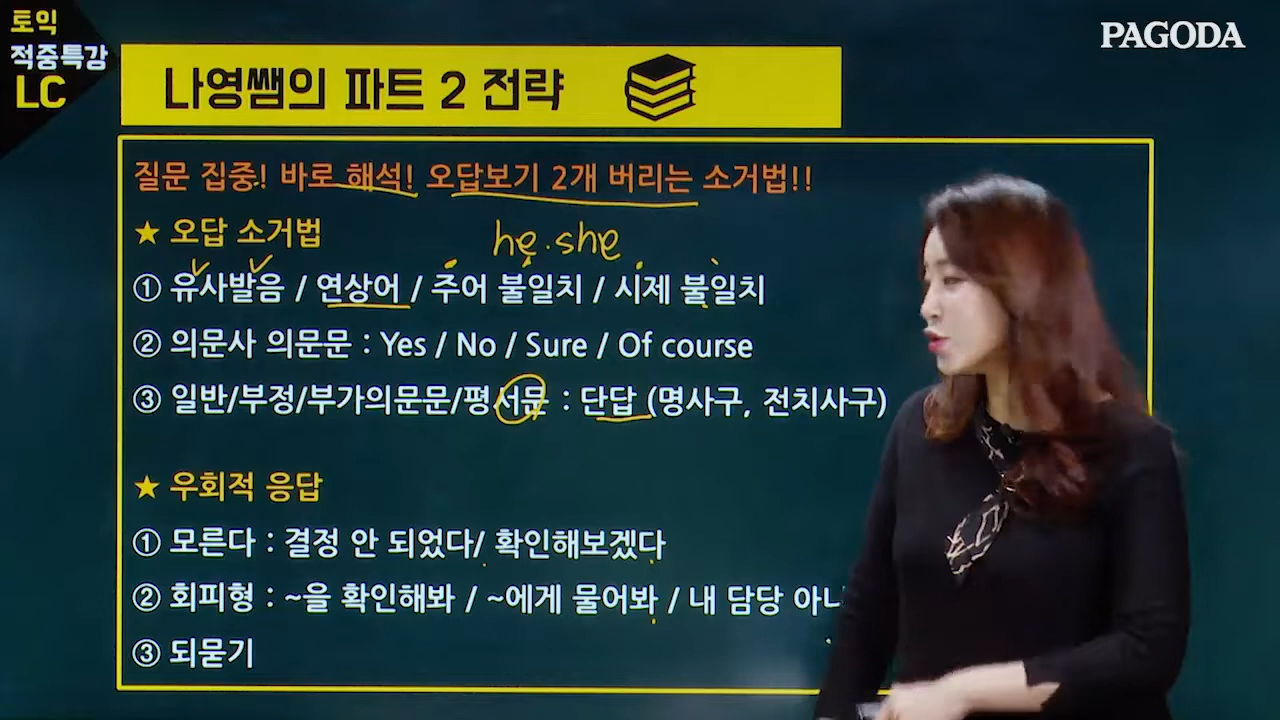 토익
적중특강
LC
PAGODA
나영쌤의 파트 2 전략
질문 집중! 바로 해석! 오답보기 2개 버리는 소거법!!
★ 오답 소거법
he. she
① 유사발음 / 연상어 / 주어 불일치 / 시제 불일치
② 의문사 의문문 : Yes / No / Sure / Of course
③ 일반/부정/부가의문문/평서문 : 단답 (명사구, 전치사구)
★ 우회적 응답
① 모른다 : 결정 안 되었다/ 확인해보겠다
② 회피형 : ~을 확인해봐 / ~에게 물어봐 / 내 담당
③ 되묻기